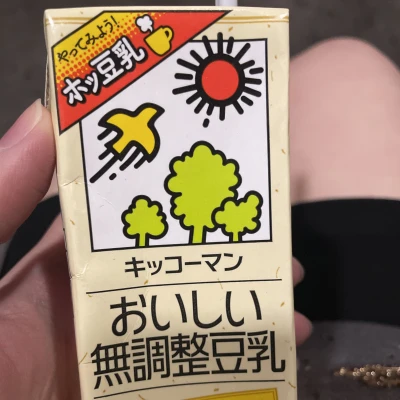 やってみよう!
ホッ豆乳
キッコーマン
おいしい
無調整豆乳